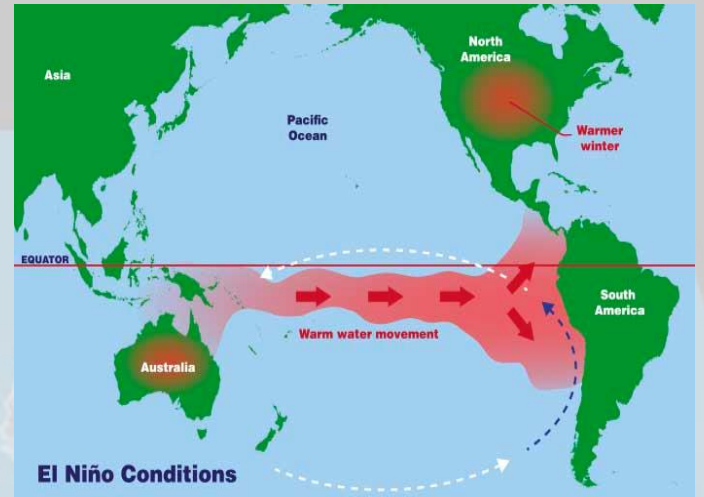 North
America
Asia
Pacific
Ocean
Warmer
winter
EQUATOR
South
America
Warm water movement
Australia
El Niño Conditions